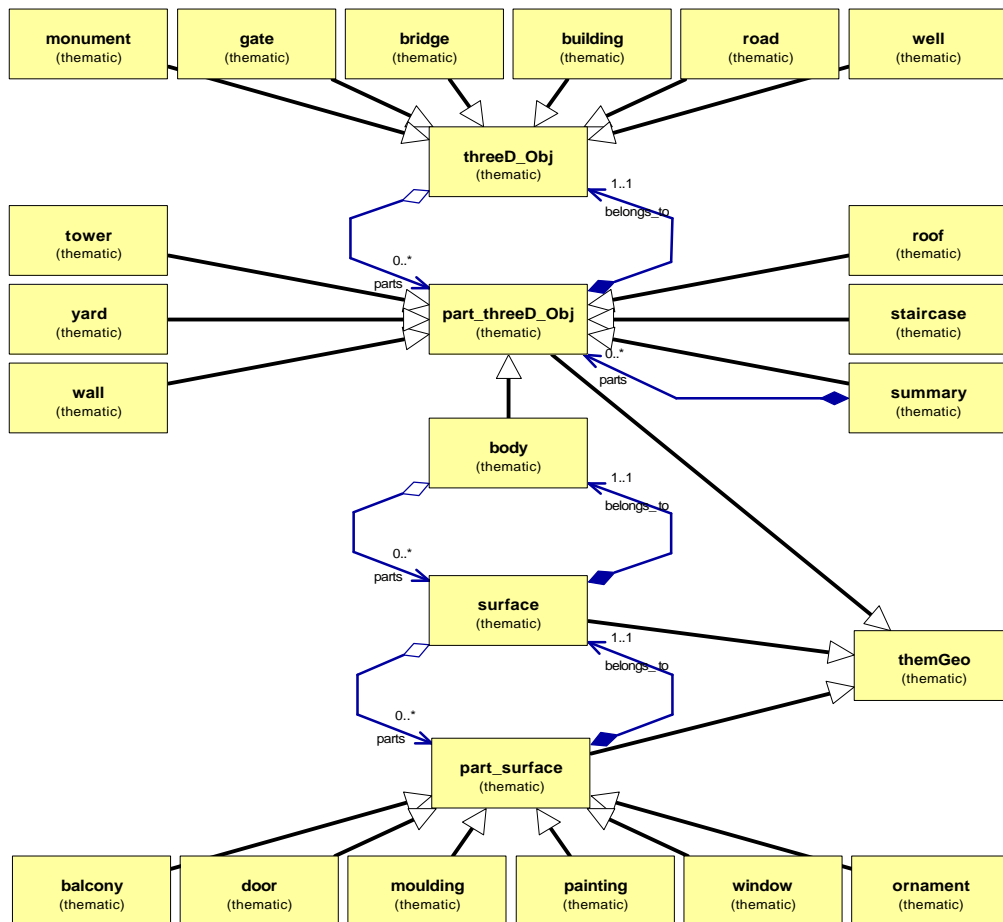 monument
(thematic)
gate
(thematic)
bridge
(thematic)
building
(thematic)
road
(thematic)
well
(thematic)
threeD_Obj
(thematic)
1..1
belongs_to
tower
(thematic)
roof
(thematic)
0..*
parts
part_threeD_Obj
(thematic)
yard
(thematic)
staircase
(thematic)
0..*
parts
wall
(thematic)
summary
(thematic)
body
(thematic)
1..1
belongs_to
0..*
parts
surface
(thematic)
1..1
belongs_to
themGeo
(thematic)
0..*
parts
part_surface
(thematic)
balcony
(thematic)
door
(thematic)
moulding
(thematic)
painting
(thematic)
window
(thematic)
ornament
(thematic)